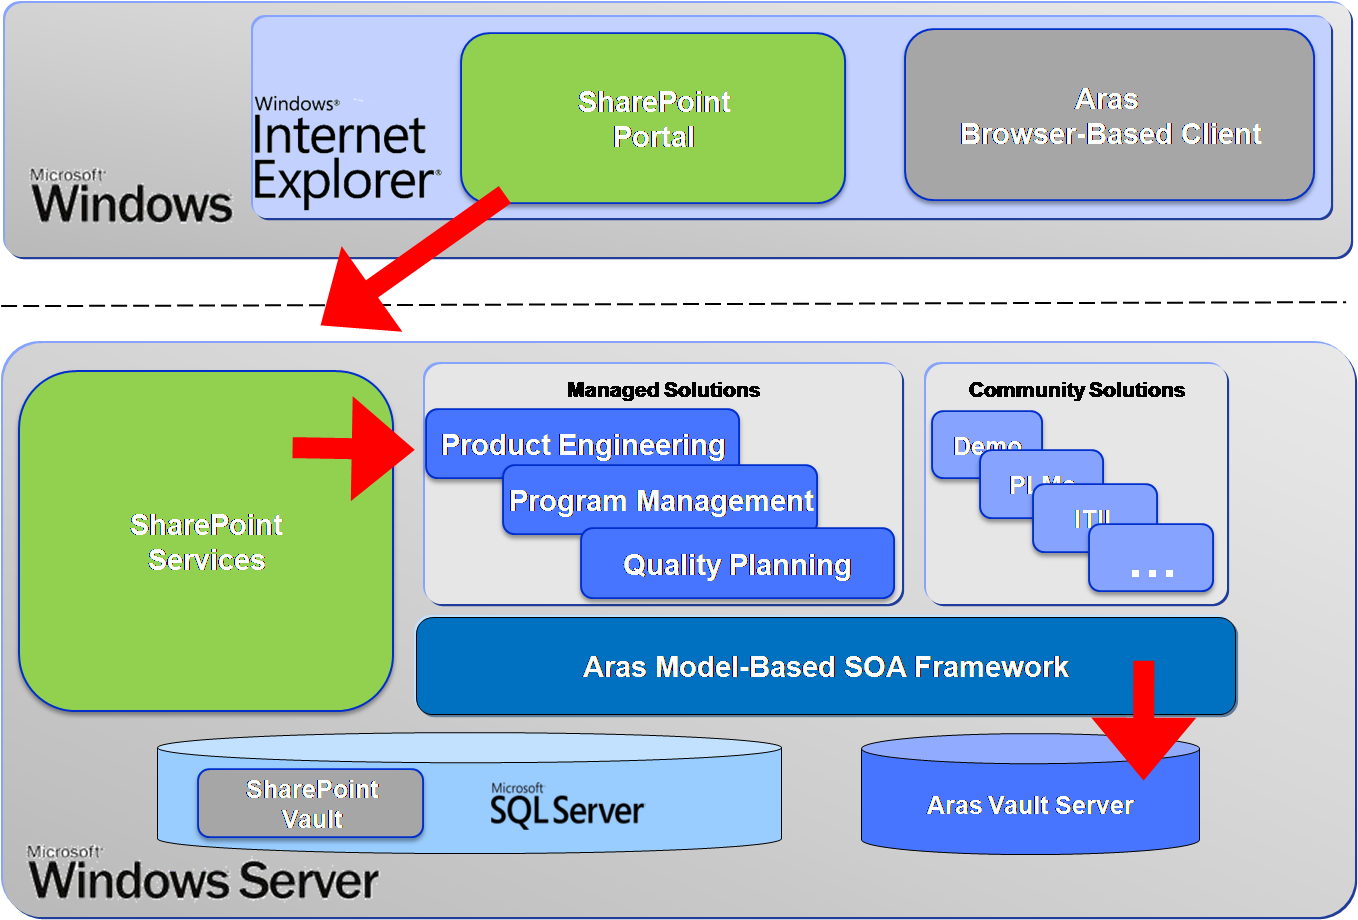 SharePoint
Portal
Aras
Browser-Based Client
Windows®
Internet
Explorer®
Microsoft®
Windows
Managed Solutions
Community Solutions
Product Engineering
Program Management
Quality Planning
Demo
ITIL
...
SharePoint
Services
Aras Model-Based SOA Framework
SharePoint
Vault
Microsoft®
SQL Server
Aras Vault Server
Microsoft®
Windows Server